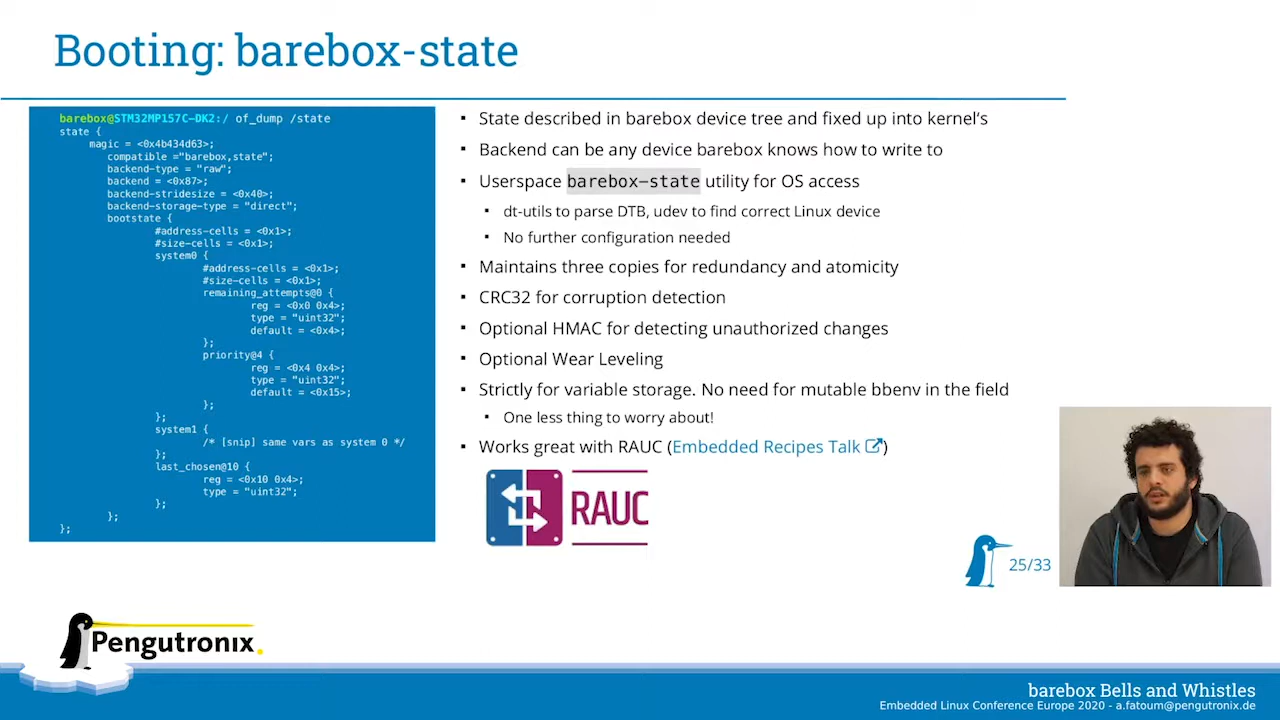 Booting: barebox-state
barebox@STM32MP157C-DK2:/ of_dump /state
state {
magic = <0x4b434d63>;
compatible ="barebox,state";
backend-type = "raw";
backend = <0x87>;
backend-stridesize = <0x40>;
backend-storage-type = "direct";
bootstate {
#address-cells = <0x1>;
#size-cells = <0x1>;
system0 {
#address-cells = <0x1>;
#size-cells = <0x1>;
remaining_attempts@0 {
reg = <0x0 0x4>;
type = "uint32";
default = <0x4>;
};
priority@4 {
reg = <0x4 0x4>;
type = "uint32";
default = <0x15>;
};
};
system1 {
/* [snip] same vars as system 0 */
};
last_chosen@10 {
reg = <0x10 0x4>;
type = "uint32";
};
};
};
▪ State described in barebox device tree and fixed up into kernel's
▪ Backend can be any device barebox knows how to write to
▪ Userspace barebox-state utility for OS access
▪ dt-utils to parse DTB, udev to find correct Linux device
▪ No further configuration needed
▪ Maintains three copies for redundancy and atomicity
▪ CRC32 for corruption detection
▪ Optional HMAC for detecting unauthorized changes
▪ Optional Wear Leveling
▪ Strictly for variable storage. No need for mutable bbenv in the field
▪ One less thing to worry about!
▪ Works great with RAUC (Embedded Recipes Talk)
RAUC
25/33
Pengutronix
barebox Bells and Whistles
Embedded Linux Conference Europe 2020 - a.fatoum@pengutronix.de